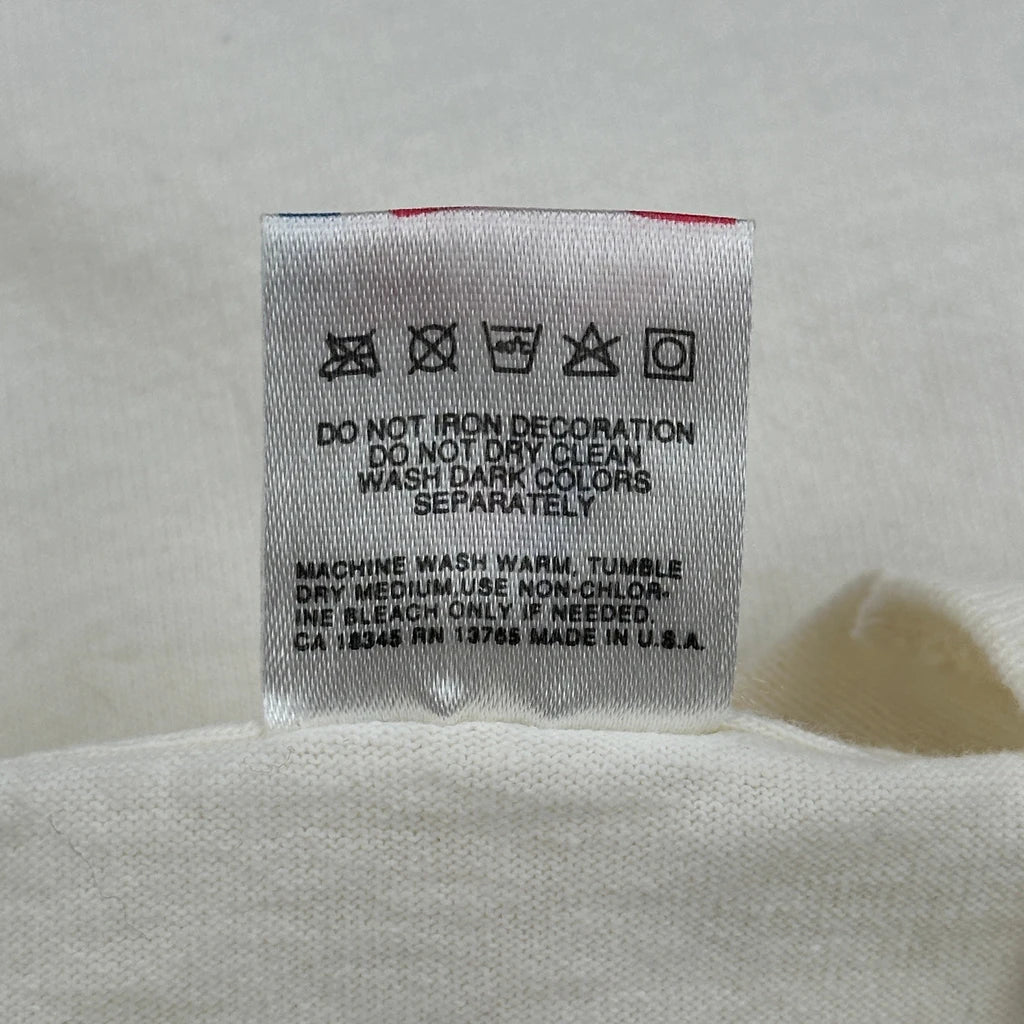 DO NOT IRON DECORATION
DO NOT DRY CLEAN
WASH DARK COLORS
SEPARATELY
MACHINE WASH WARM, TUMBLE
DRY MEDIUM, USE NON-CHLOR-
INE BLEACH ONLY IF NEEDED.
CA 18345 RN 13765 MADE IN U.S.A.